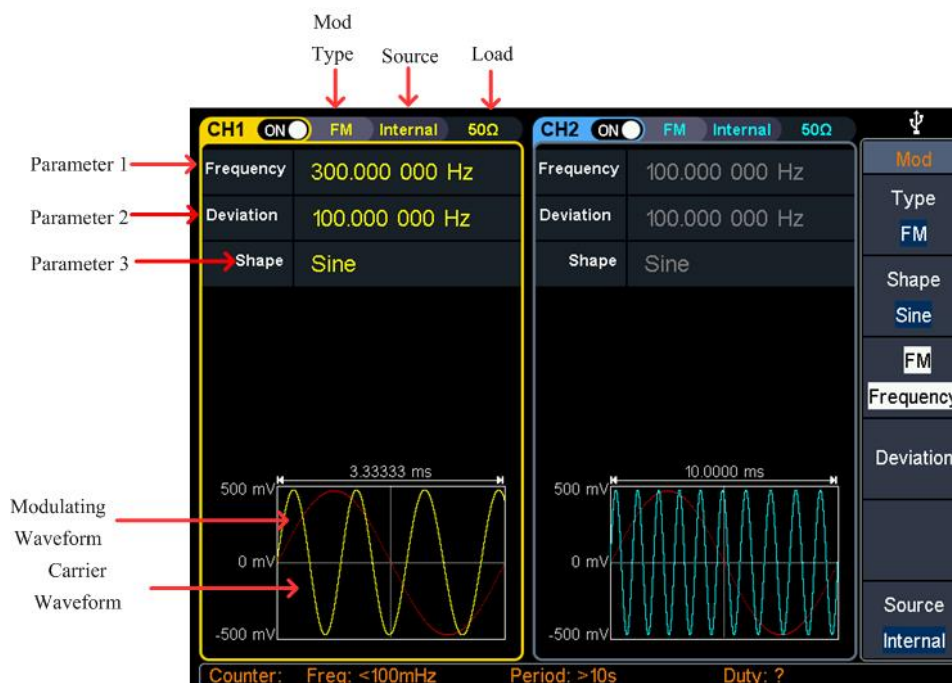 Mod
Type
Source
Load
CH1 ON FM Internal 50Ω
CH2 ON FM Internal 50Ω
Parameter 1
Frequency 300.000 000 Hz
Frequency 100.000 000 Hz
Mod
Parameter 2
Deviation 100.000 000 Hz
Deviation 100.000 000 Hz
Type
FM
Parameter 3
Shape Sine
Shape Sine
Shape
Sine
FM
Frequency
Deviation
3.33333 ms
10.0000 ms
500 mV
500 mV
Modulating
Waveform
0 mV
0 mV
Carrier
Waveform
-500 mV
-500 mV
Source
Internal
Counter: Freq: <100mHz Period: >10s Duty: ?